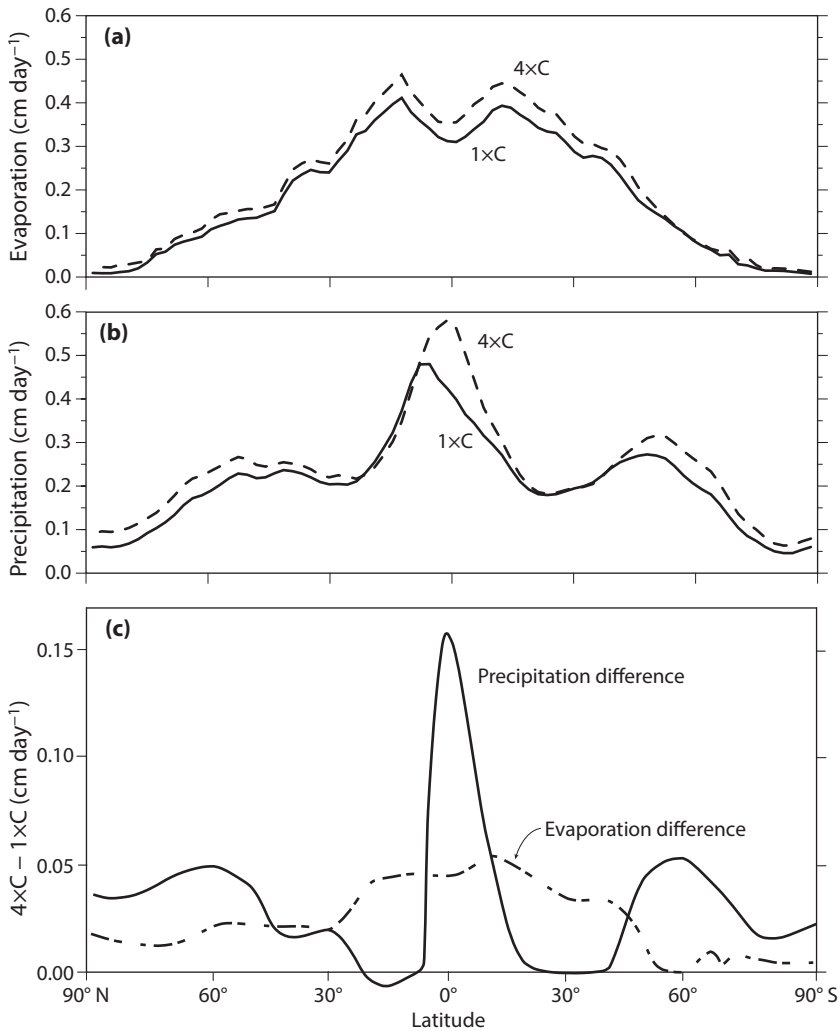 (a)
Evaporation (cm day⁻¹)
0.6
0.5
0.4
0.3
0.2
0.1
0.0
4×C
1×C
(b)
Precipitation (cm day⁻¹)
0.6
0.5
0.4
0.3
0.2
0.1
0.0
4×C
1×C
(c)
4×C − 1×C (cm day⁻¹)
0.15
0.10
0.05
0.00
Precipitation difference
Evaporation difference
90° N 60° 30° 0° 30° 60° 90° S
Latitude